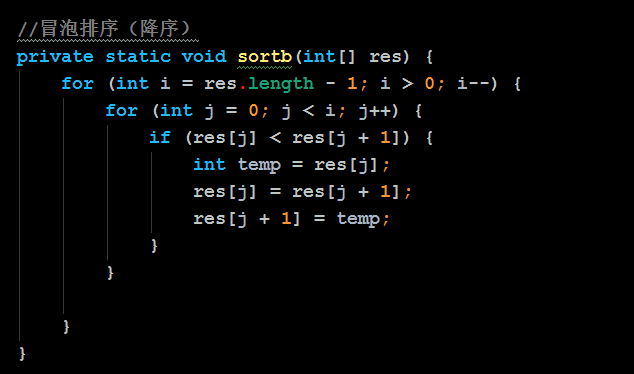 //冒泡排序（降序）
private static void sortb(int[] res) {
    for (int i = res.length - 1; i > 0; i--) {
        for (int j = 0; j < i; j++) {
            if (res[j] < res[j + 1]) {
                int temp = res[j];
                res[j] = res[j + 1];
                res[j + 1] = temp;
            }
        }

    }
}